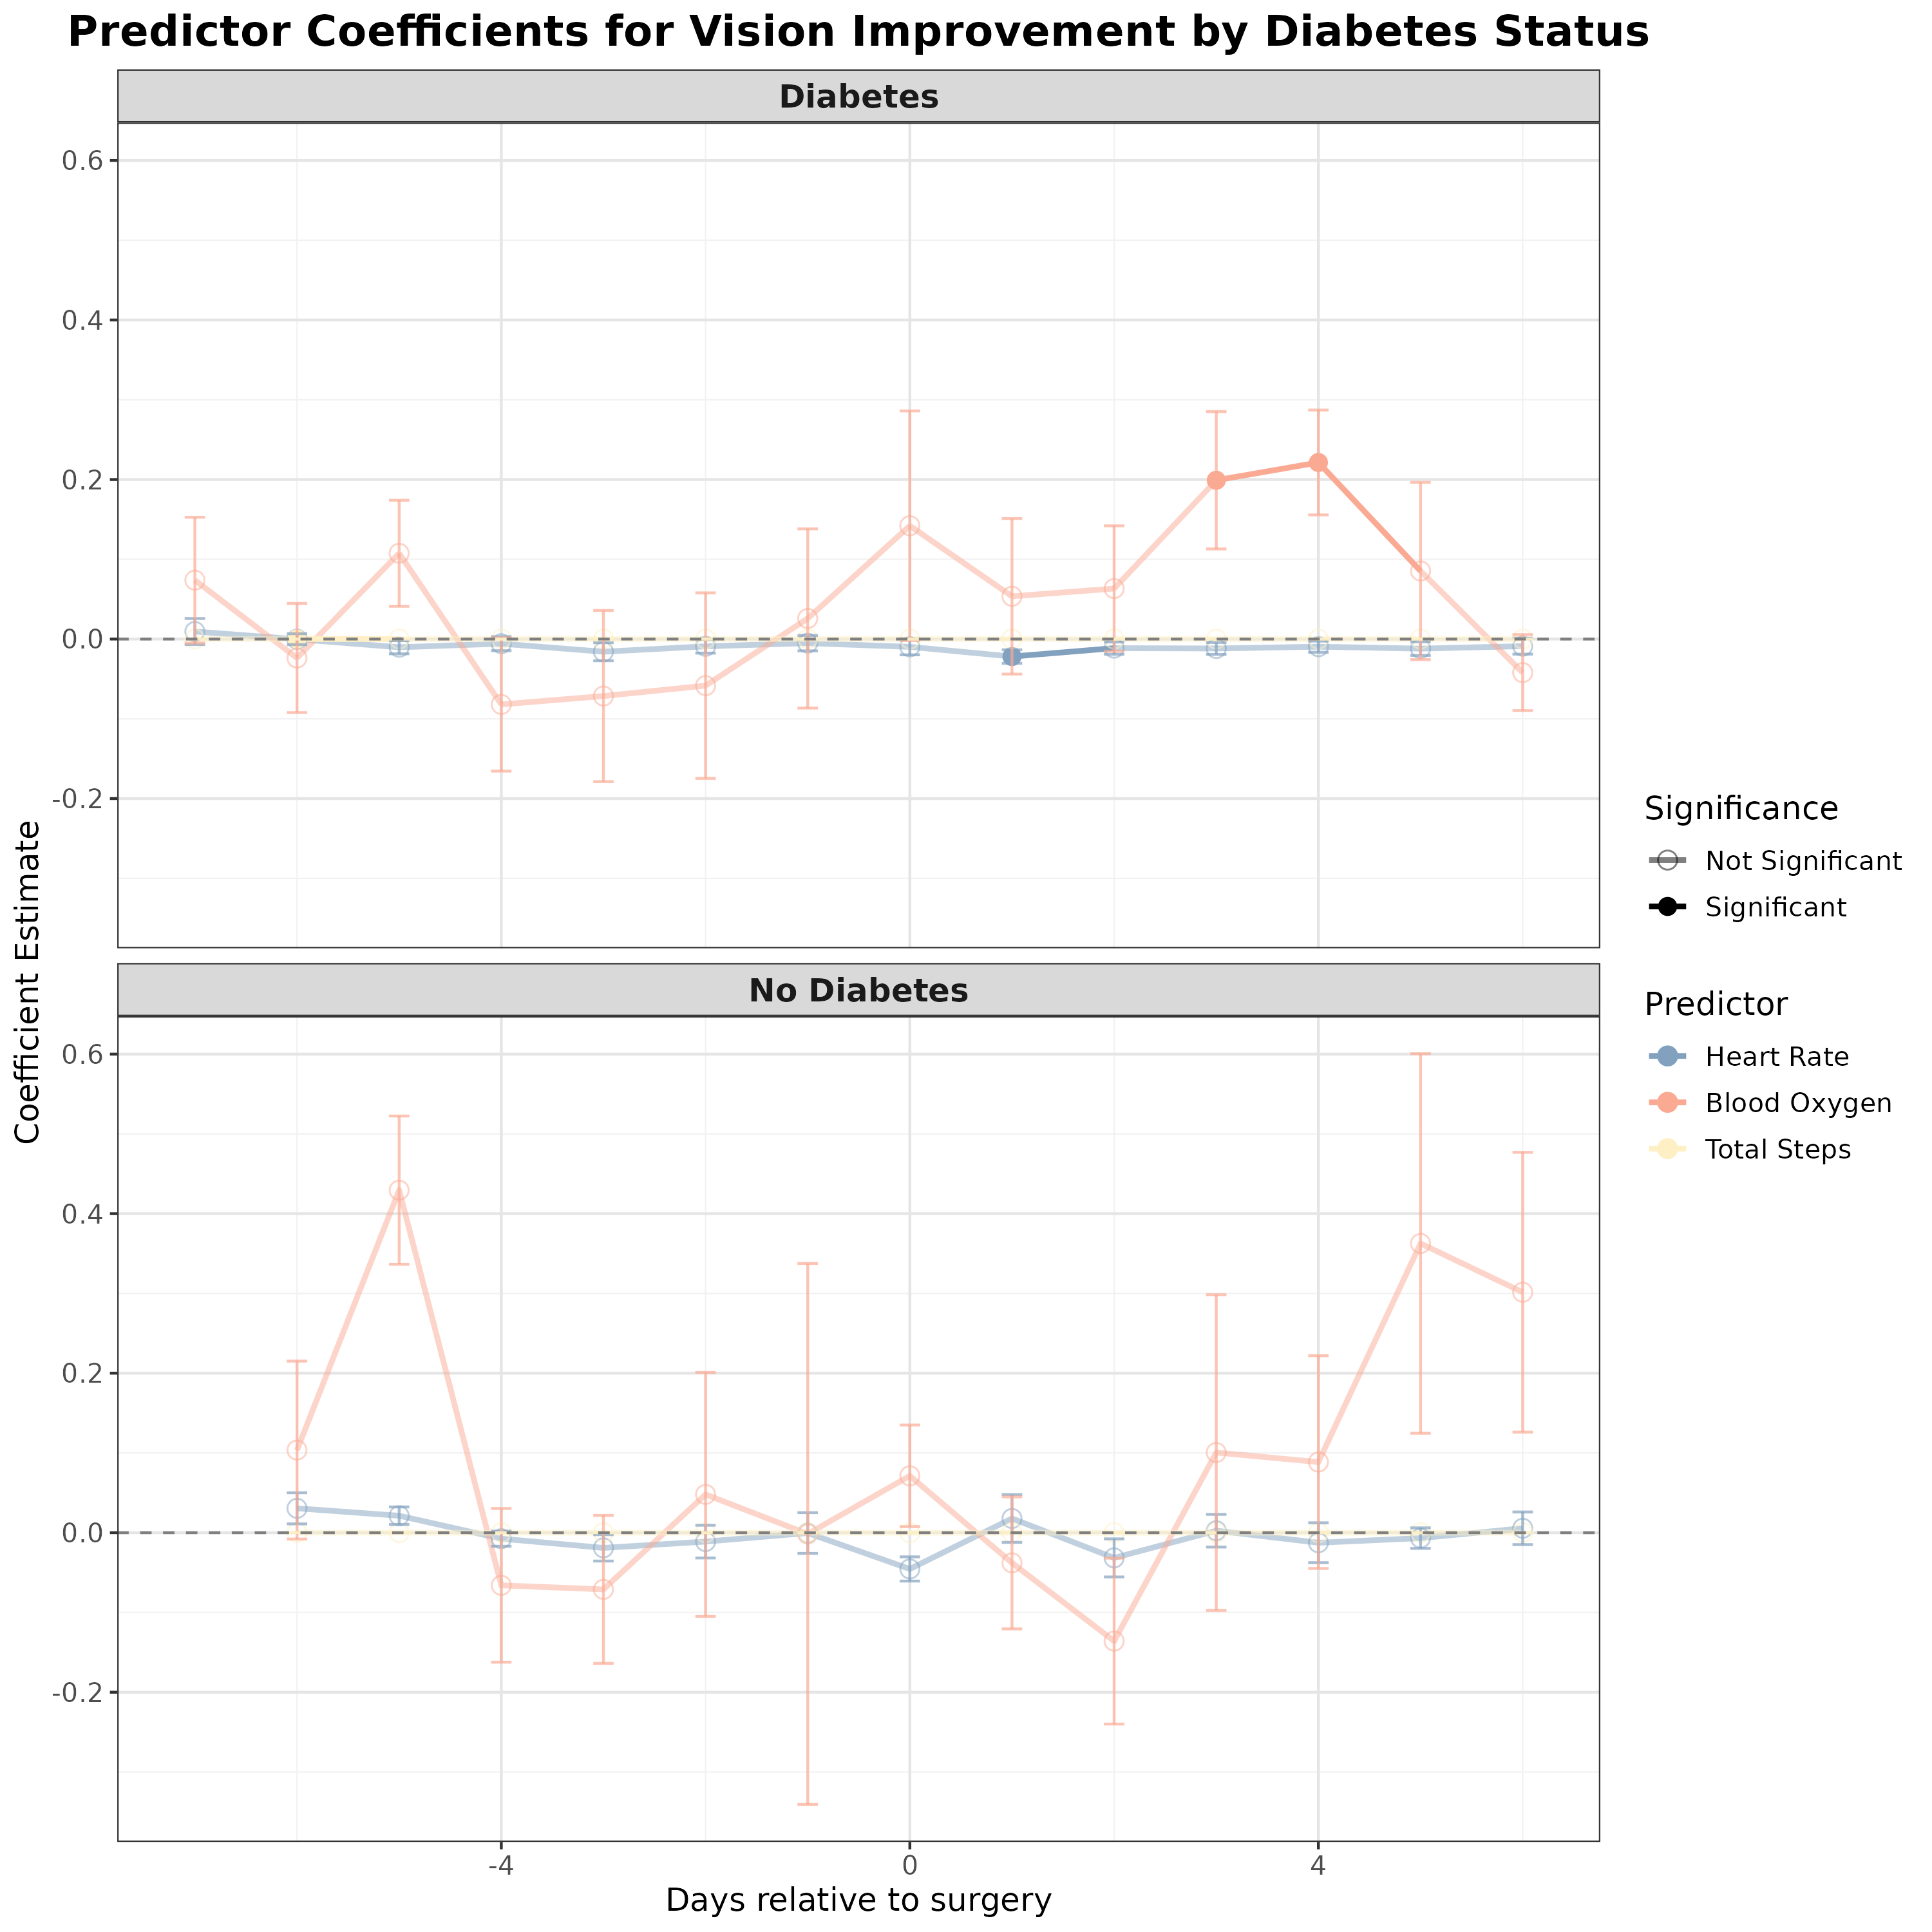 Predictor Coefficients for Vision Improvement by Diabetes Status
Diabetes
0.6
0.4
0.2
0.0
-0.2
Coefficient Estimate
No Diabetes
0.6
0.4
0.2
0.0
-0.2
-4
0
4
Days relative to surgery
Significance
Not Significant
Significant
Predictor
Heart Rate
Blood Oxygen
Total Steps